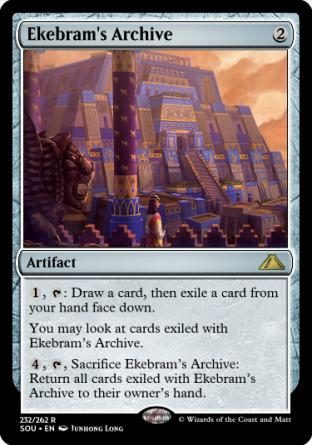 Ekebram's Archive 2
Artifact
1, T: Draw a card, then exile a card from
your hand face down.
You may look at cards exiled with
Ekebram's Archive.
4, T, Sacrifice Ekebram's Archive:
Return all cards exiled with Ekebram's
Archive to their owner's hand.
232/262 R
SOU • EN Junhong Long
™ & © Wizards of the Coast and Matt